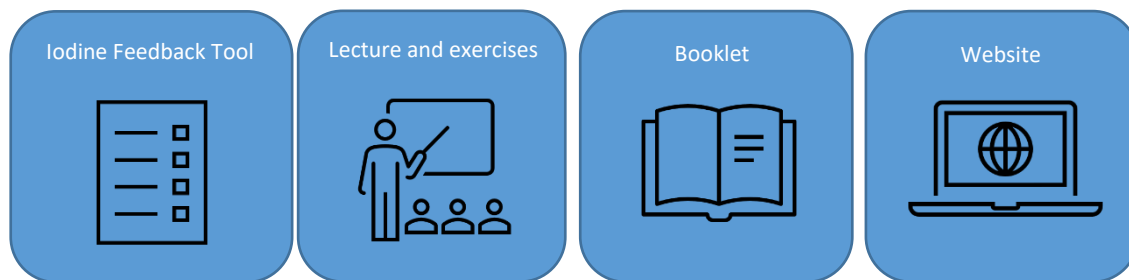 Iodine Feedback Tool
Lecture and exercises
Booklet
Website